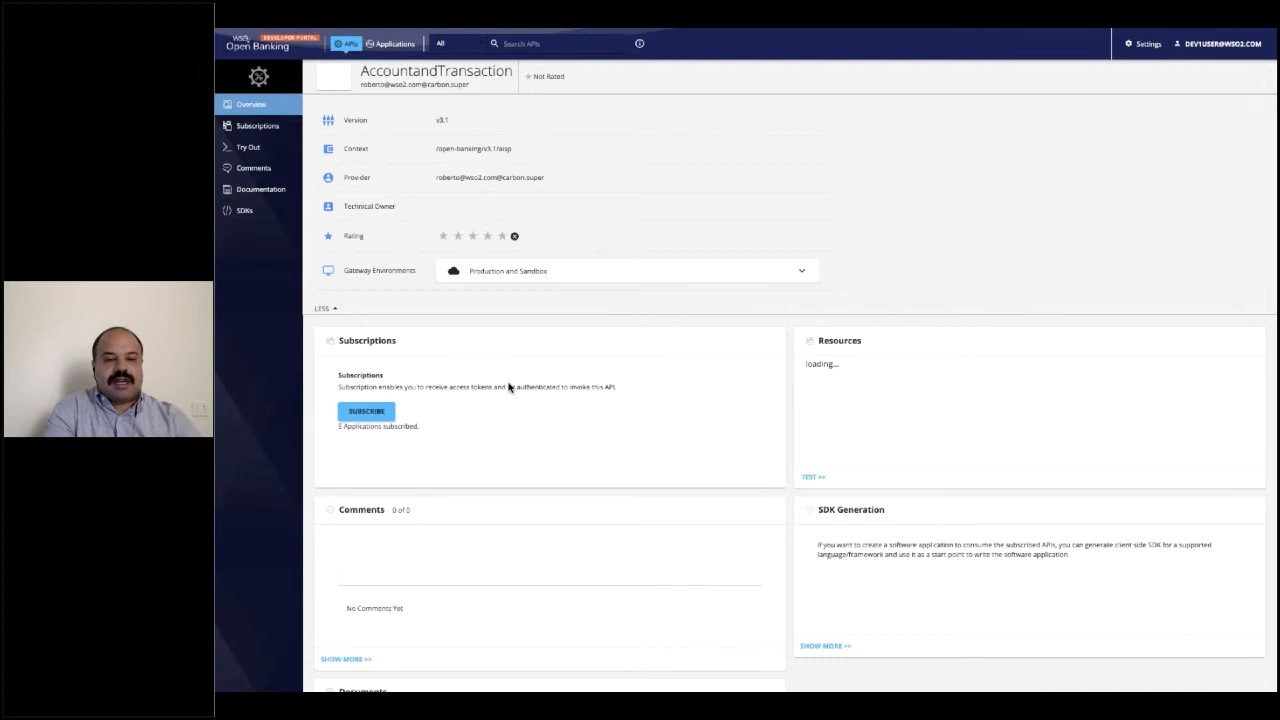 WSO2 DEVELOPER PORTAL
Open Banking
APIs
Applications
All
Search APIs
Settings
DEV1USER@WSO2.COM
AccountandTransaction
roberto@wso2.com@carbon.super
Not Rated
Overview
Subscriptions
Try Out
Comments
Documentation
SDKs
Version v3.1
Context /open-banking/v3.1/aisp
Provider roberto@wso2.com@carbon.super
Technical Owner
Rating
Gateway Environments Production and Sandbox
LESS
Subscriptions
Subscriptions
Subscription enables you to receive access tokens and authenticated to invoke this API.
SUBSCRIBE
5 Applications subscribed.
Resources
loading...
TEST >>
Comments 0 of 0
No Comments Yet
SHOW MORE >>
SDK Generation
If you want to create a software application to consume the subscribed APIs, you can generate client side SDK for a supported
language/framework and use it as a start point to write the software application.
SHOW MORE >>
Documents